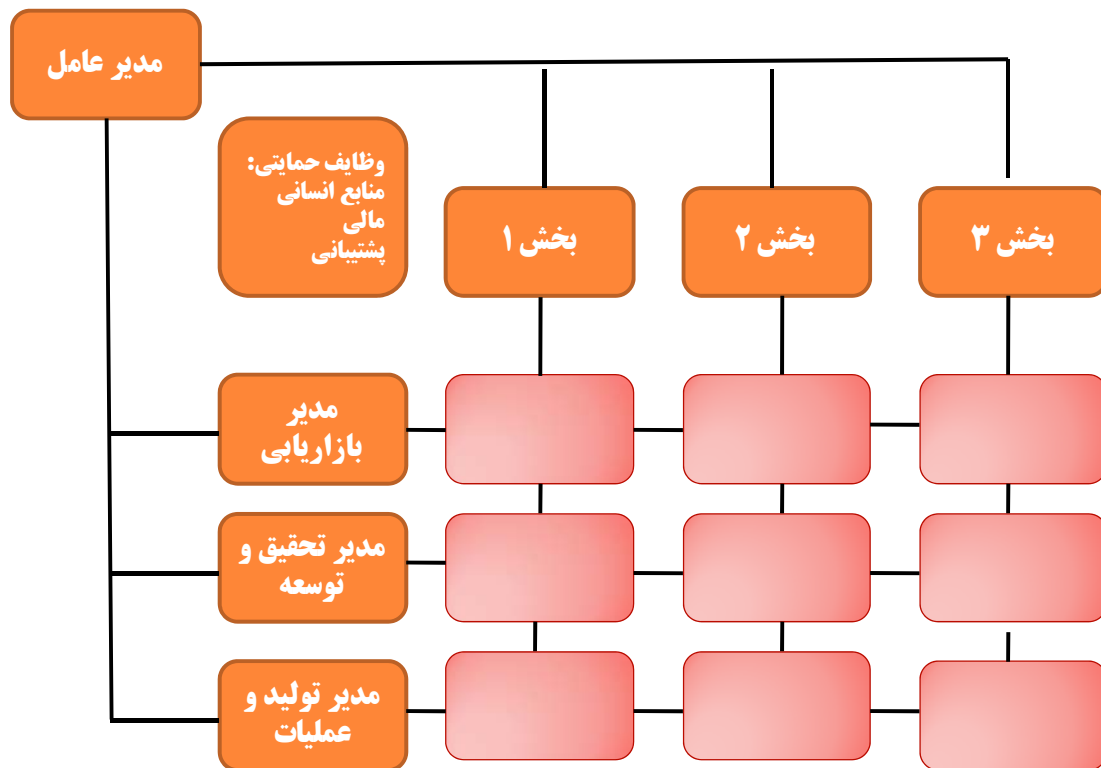 مدیر عامل
وظایف حمایتی:
منابع انسانی
مالی
پشتیبانی
بخش ۱
بخش ۲
بخش ۳
مدیر
بازاریابی
مدیر تحقیق و
توسعه
مدیر تولید و
عملیات